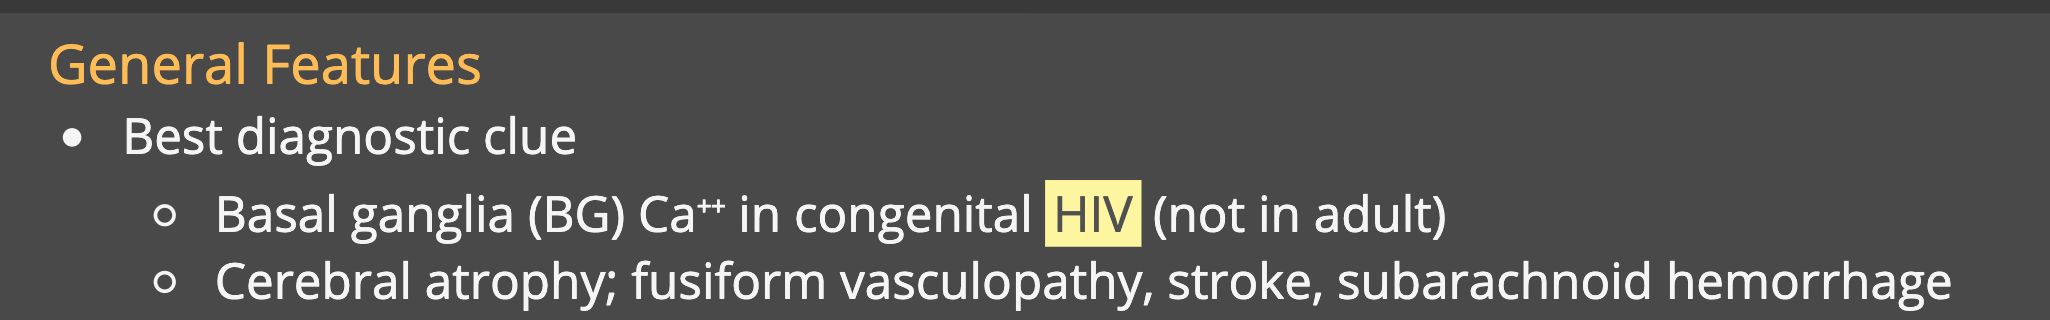 General Features
• Best diagnostic clue
○ Basal ganglia (BG) Ca⁺⁺ in congenital HIV (not in adult)
○ Cerebral atrophy; fusiform vasculopathy, stroke, subarachnoid hemorrhage